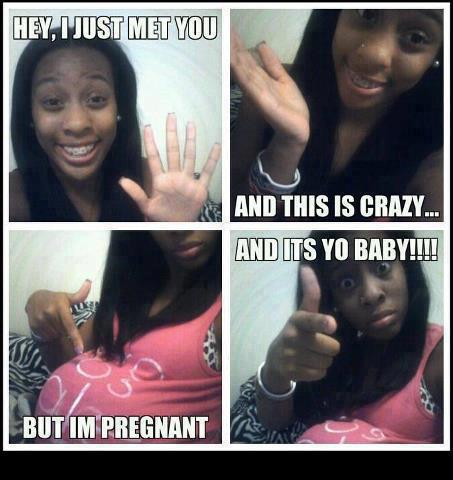 HEY, I JUST MET YOU
AND THIS IS CRAZY...
BUT IM PREGNANT
AND ITS YO BABY!!!!